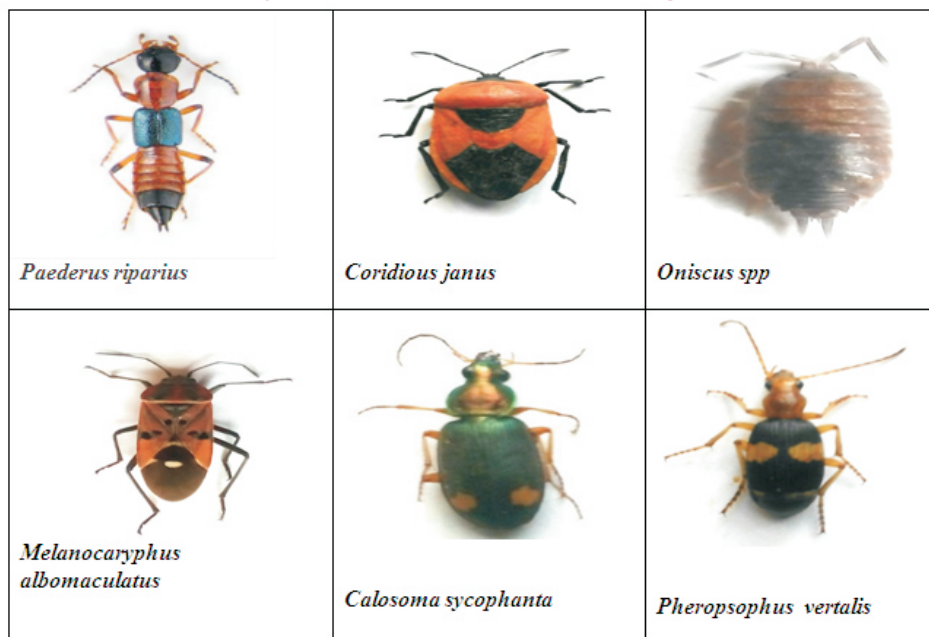 Paederus riparius
Coridious janus
Oniscus spp
Melanocaryphus
albomaculatus
Calosoma sycophanta
Pheropsophus vertalis